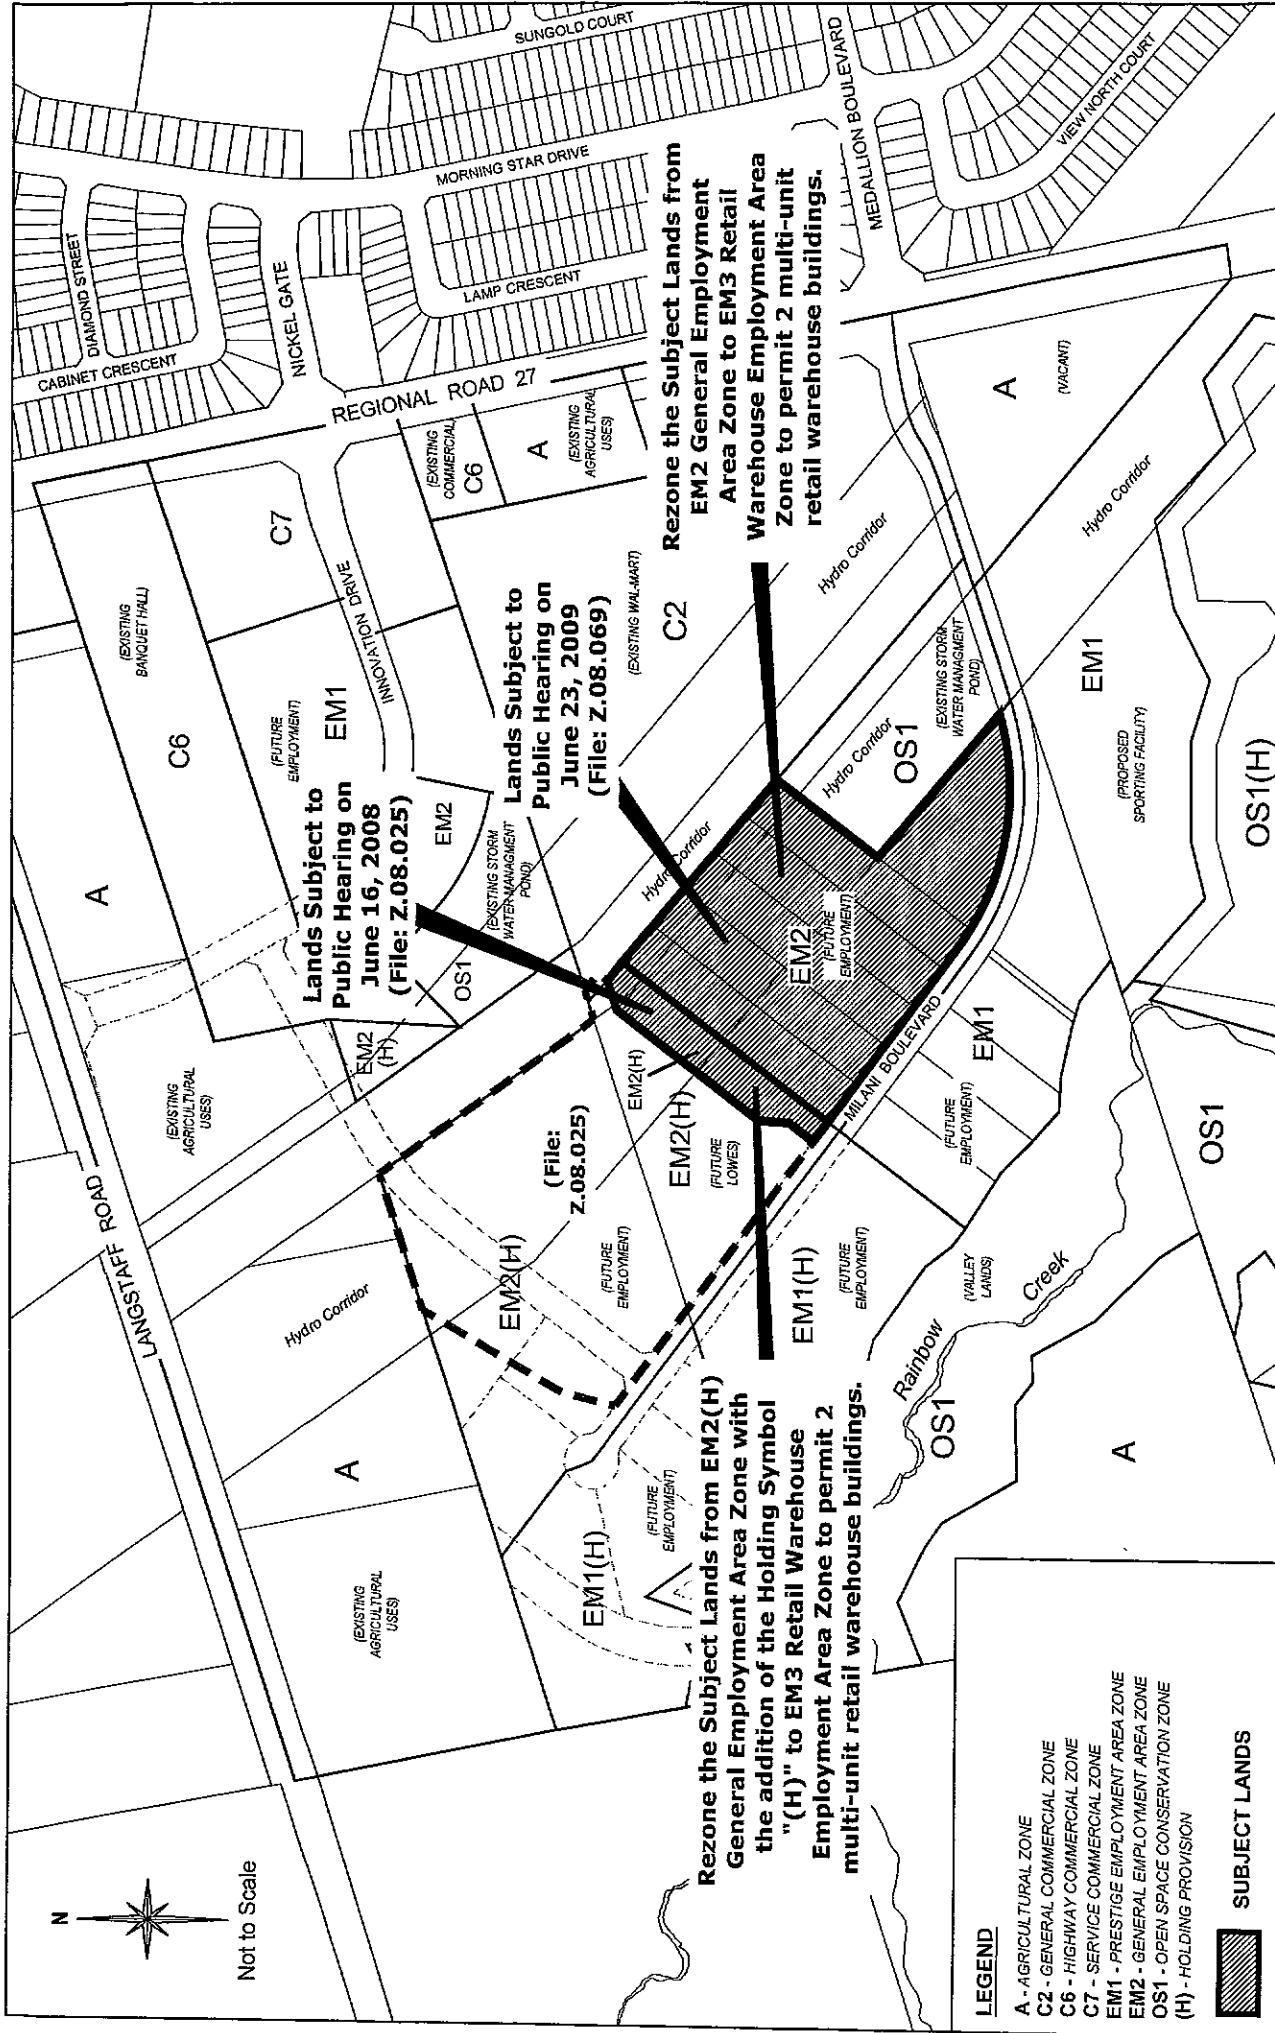 N
Not to Scale
LANGSTAFF ROAD
A
(EXISTING
AGRICULTURAL
USES)
A
Hydro Corridor
(EXISTING
AGRICULTURAL
USES)
A
C6
(EXISTING
BANQUET HALL)
EM2
(H)
OS1
Lands Subject to
Public Hearing on
June 16, 2008
(File: Z.08.025)
(FUTURE
EMPLOYMENT)
EM1
C7
INNOVATION DRIVE
EM2
(EXISTING STORM
WATER MANAGMENT
POND)
REGIONAL ROAD 27
CABINET CRESCENT
DIAMOND STREET
NICKEL GATE
SUNGOLD COURT
MORNING STAR DRIVE
LAMP CRESCENT
MEDALLION BOULEVARD
VIEW NORTH COURT
(EXISTING
COMMERCIAL)
C6
A
(EXISTING
AGRICULTURAL
USES)
Lands Subject to
Public Hearing on
June 23, 2009
(File: Z.08.069)
(EXISTING WAL-MART)
C2
Rezone the Subject Lands from
EM2 General Employment
Area Zone to EM3 Retail
Warehouse Employment Area
Zone to permit 2 multi-unit
retail warehouse buildings.
Hydro Corridor
Hydro Corridor
Hydro Corridor
Hydro Corridor
OS1
(EXISTING STORM
WATER MANAGMENT
POND)
A
(VACANT)
EM1(H)
(FUTURE
EMPLOYMENT)
EM2(H)
(FUTURE
EMPLOYMENT)
(File:
Z.08.025)
EM2(H)
EM2(H)
(FUTURE
LOWES)
EM2
(FUTURE
EMPLOYMENT)
MILANI BOULEVARD
EM1(H)
(FUTURE
EMPLOYMENT)
EM1
(FUTURE
EMPLOYMENT)
EM1
(PROPOSED
SPORTING FACILITY)
OS1(H)
OS1
(VALLEY
LANDS)
Rainbow
Creek
OS1
A
Rezone the Subject Lands from EM2(H)
General Employment Area Zone with
the addition of the Holding Symbol
"(H)" to EM3 Retail Warehouse
Employment Area Zone to permit 2
multi-unit retail warehouse buildings.
LEGEND
A - AGRICULTURAL ZONE
C2 - GENERAL COMMERCIAL ZONE
C6 - HIGHWAY COMMERCIAL ZONE
C7 - SERVICE COMMERCIAL ZONE
EM1 - PRESTIGE EMPLOYMENT AREA ZONE
EM2 - GENERAL EMPLOYMENT AREA ZONE
OS1 - OPEN SPACE CONSERVATION ZONE
(H) - HOLDING PROVISION
SUBJECT LANDS